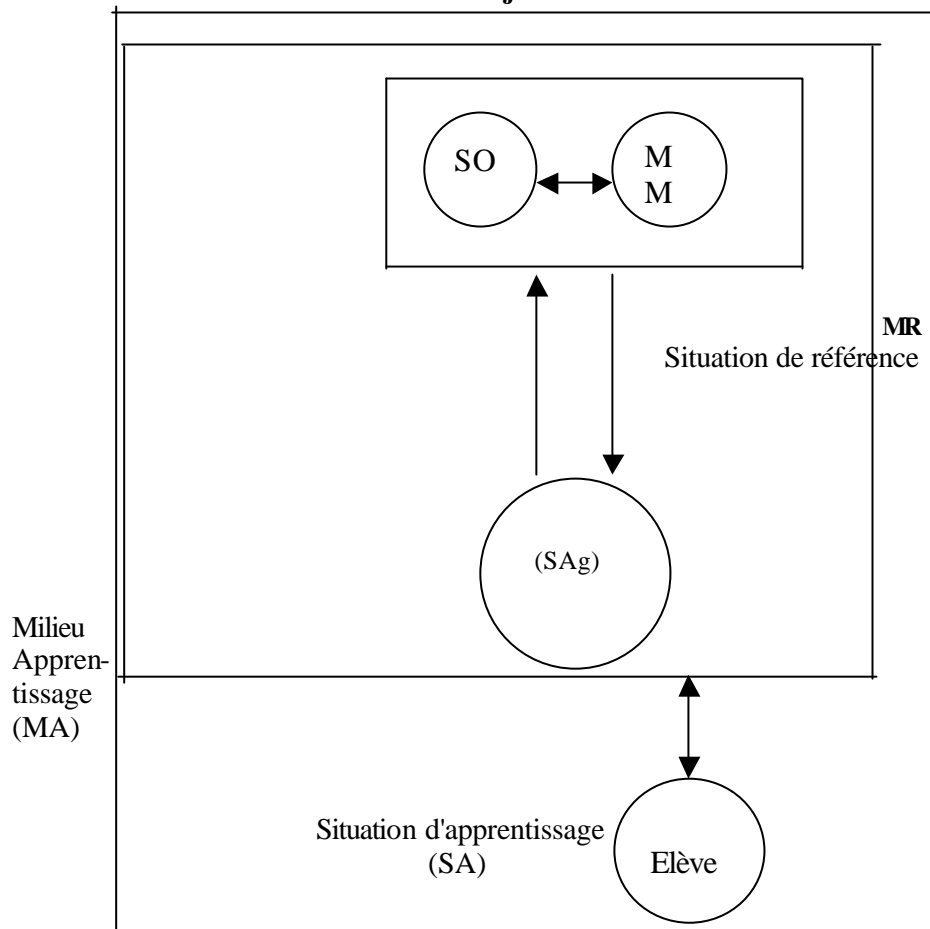 SO
M
M
MR
Situation de référence
(SAg)
Milieu
Appren-
tissage
(MA)
Situation d'apprentissage
(SA)
Elève